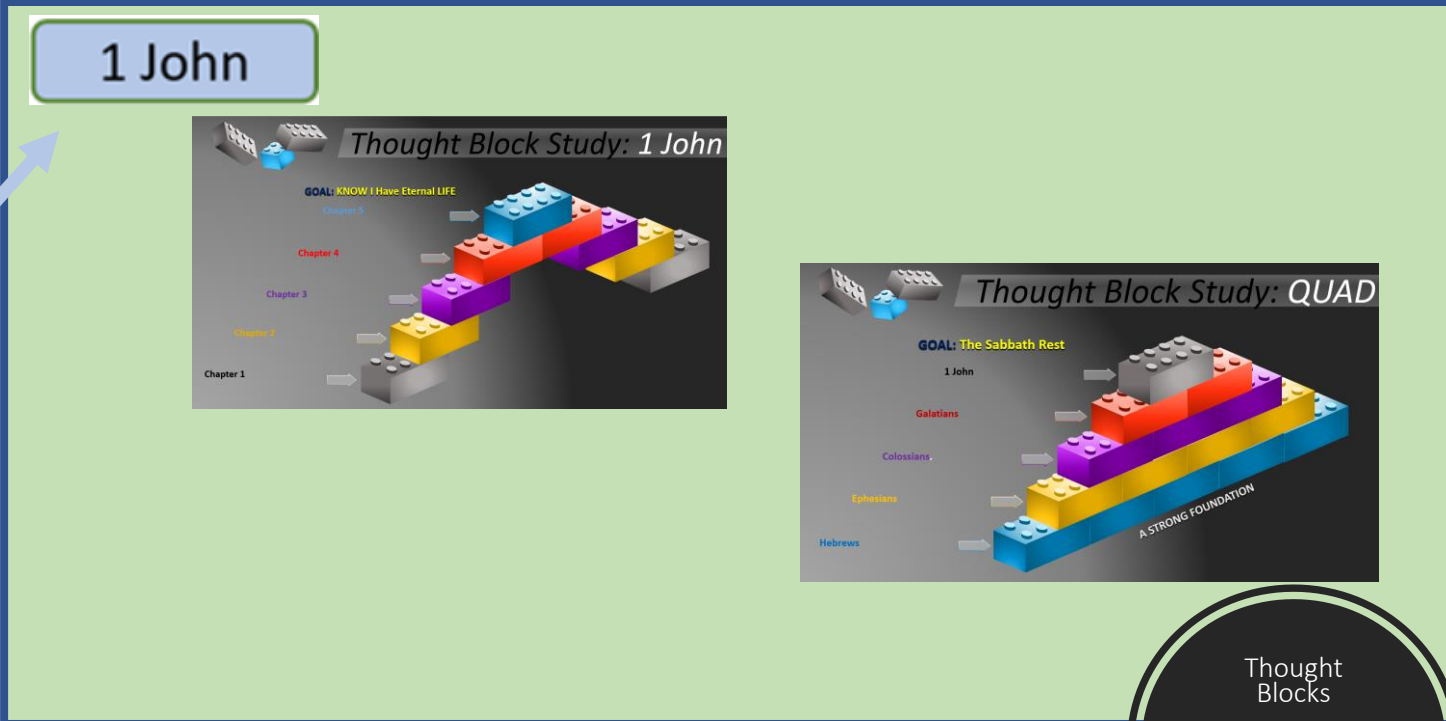 1 John
Thought Block Study: 1 John
GOAL: KNOW I Have Eternal LIFE
Chapter 5
Chapter 4
Chapter 3
Chapter 2
Chapter 1
Thought Block Study: QUAD
GOAL: The Sabbath Rest
1 John
Galatians
Colossians.
Ephesians
Hebrews
A STRONG FOUNDATION
Thought
Blocks